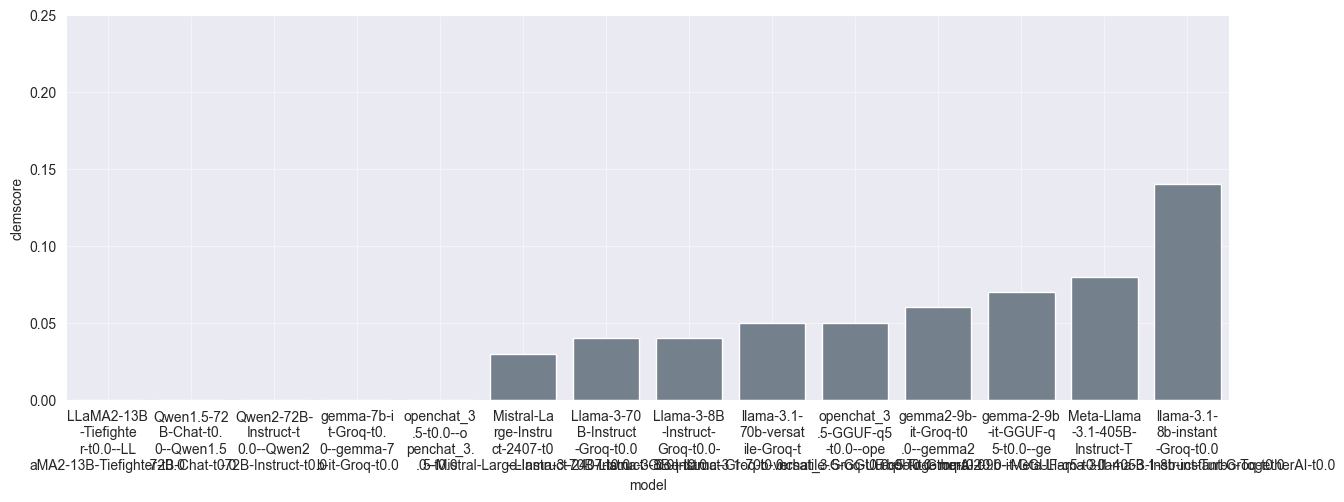 0.25
0.20
0.15
0.10
0.05
0.00
demscore
LLaMA2-13B
-Tiefighte
r-t0.0--LL
Qwen1.5-72
B-Chat-t0.
0--Qwen1.5
Qwen2-72B-
Instruct-t
0.0--Qwen2
gemma-7b-i
t-Groq-t0.
0--gemma-7
b-it-Groq-t0.0
openchat_3
.5-t0.0--o
penchat_3.
Mistral-La
rge-Instru
ct-2407-t0
Llama-3-70
B-Instruct
-Groq-t0.0
Llama-3-8B
-Instruct-
Groq-t0.0-
llama-3.1-
70b-versat
ile-Groq-t
openchat_3
.5-GGUF-q5
-t0.0--ope
gemma2-9b-
it-Groq-t0
.0--gemma2
gemma-2-9b
-it-GGUF-q
5-t0.0--ge
Meta-Llama
-3.1-405B-
Instruct-T
llama-3.1-
8b-instant
-Groq-t0.0
model